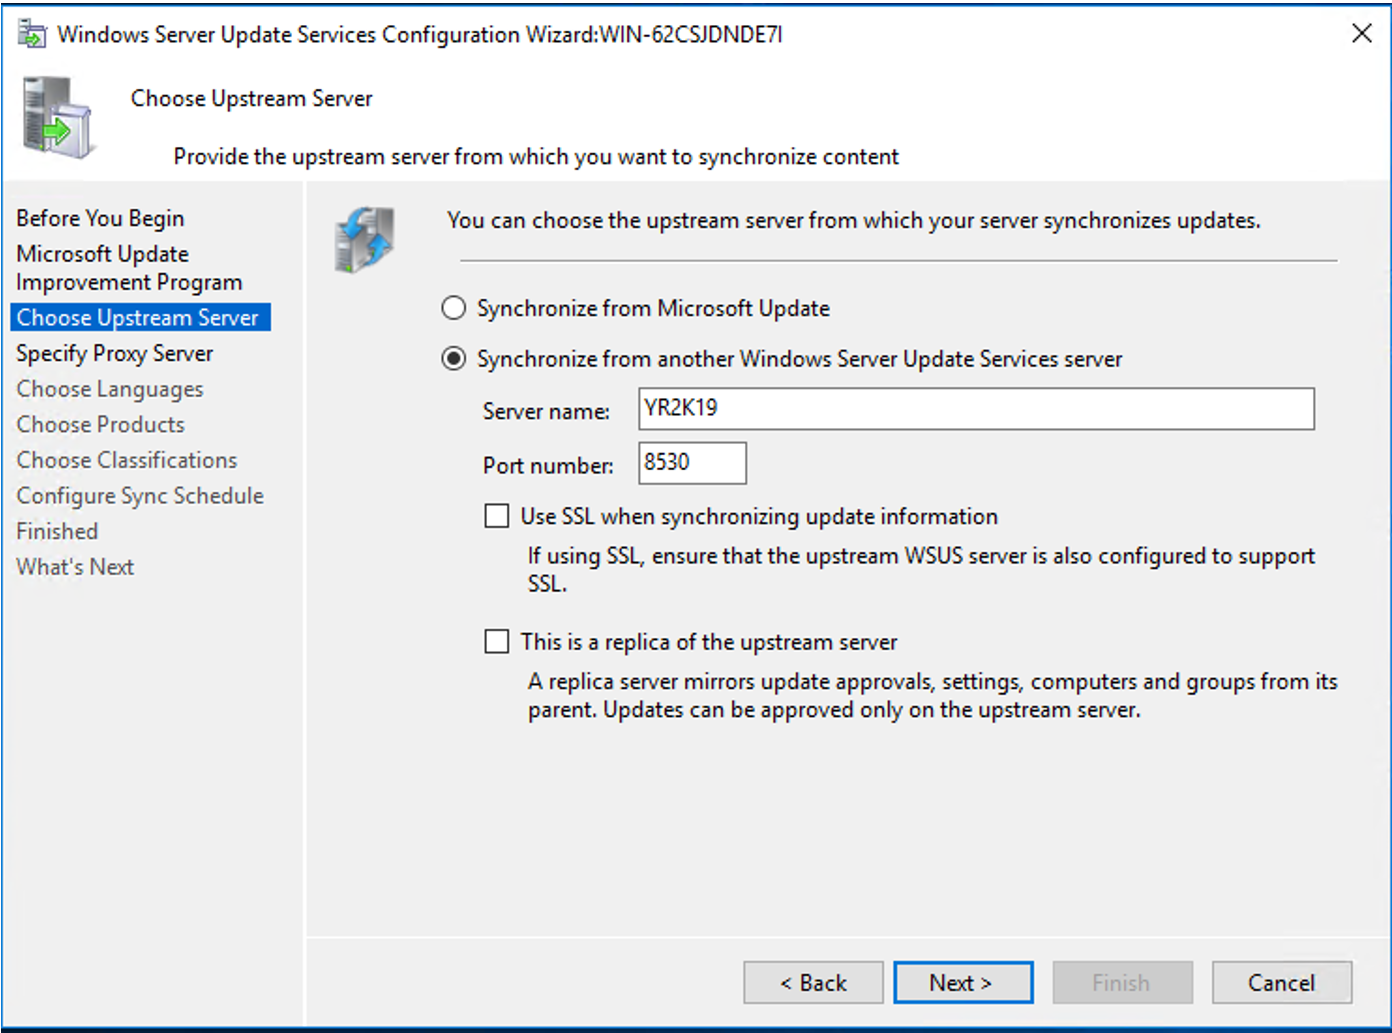 Windows Server Update Services Configuration Wizard:WIN-62CSJDNDE7I
Choose Upstream Server
Provide the upstream server from which you want to synchronize content
Before You Begin
Microsoft Update
Improvement Program
Choose Upstream Server
Specify Proxy Server
Choose Languages
Choose Products
Choose Classifications
Configure Sync Schedule
Finished
What's Next
You can choose the upstream server from which your server synchronizes updates.
Synchronize from Microsoft Update
Synchronize from another Windows Server Update Services server
Server name: YR2K19
Port number: 8530
Use SSL when synchronizing update information
If using SSL, ensure that the upstream WSUS server is also configured to support
SSL.
This is a replica of the upstream server
A replica server mirrors update approvals, settings, computers and groups from its
parent. Updates can be approved only on the upstream server.
< Back
Next >
Finish
Cancel